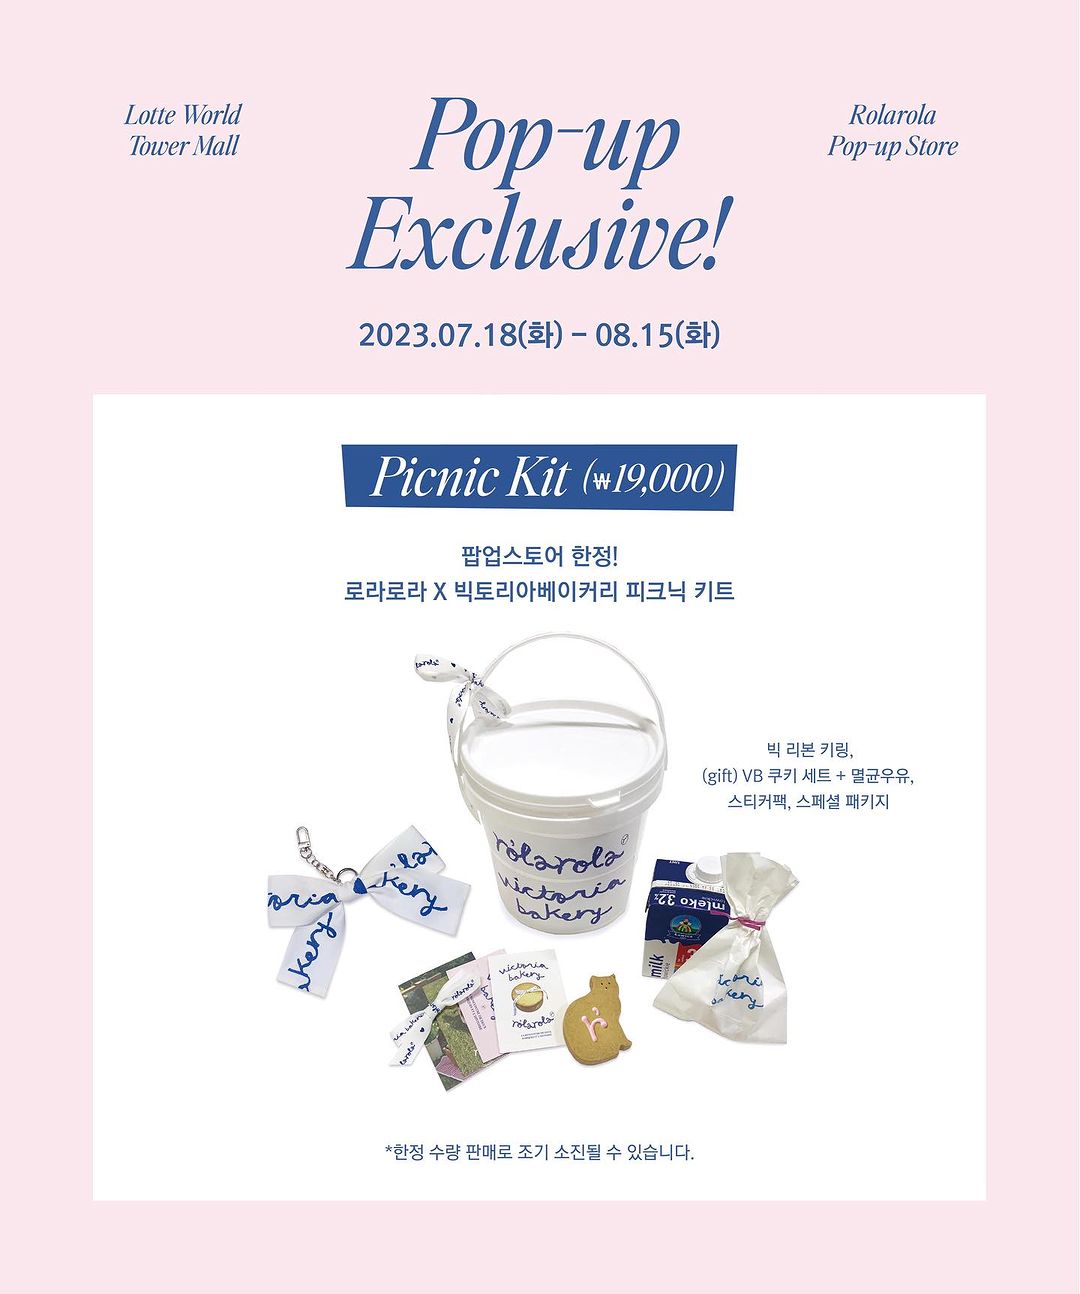 Lotte World
Tower Mall
Pop-up
Exclusive!
Rolarola
Pop-up Store
2023.07.18(화) – 08.15(화)
Picnic Kit (₩19,000)
팝업스토어 한정!
로라로라 X 빅토리아베이커리 피크닉 키트
빅 리본 키링,
(gift) VB 쿠키 세트 + 멸균우유,
스티커팩, 스페셜 패키지
rolarola
victoria
bakery
mleko 32%
milk
victoria
bakery
rolarola
*한정 수량 판매로 조기 소진될 수 있습니다.